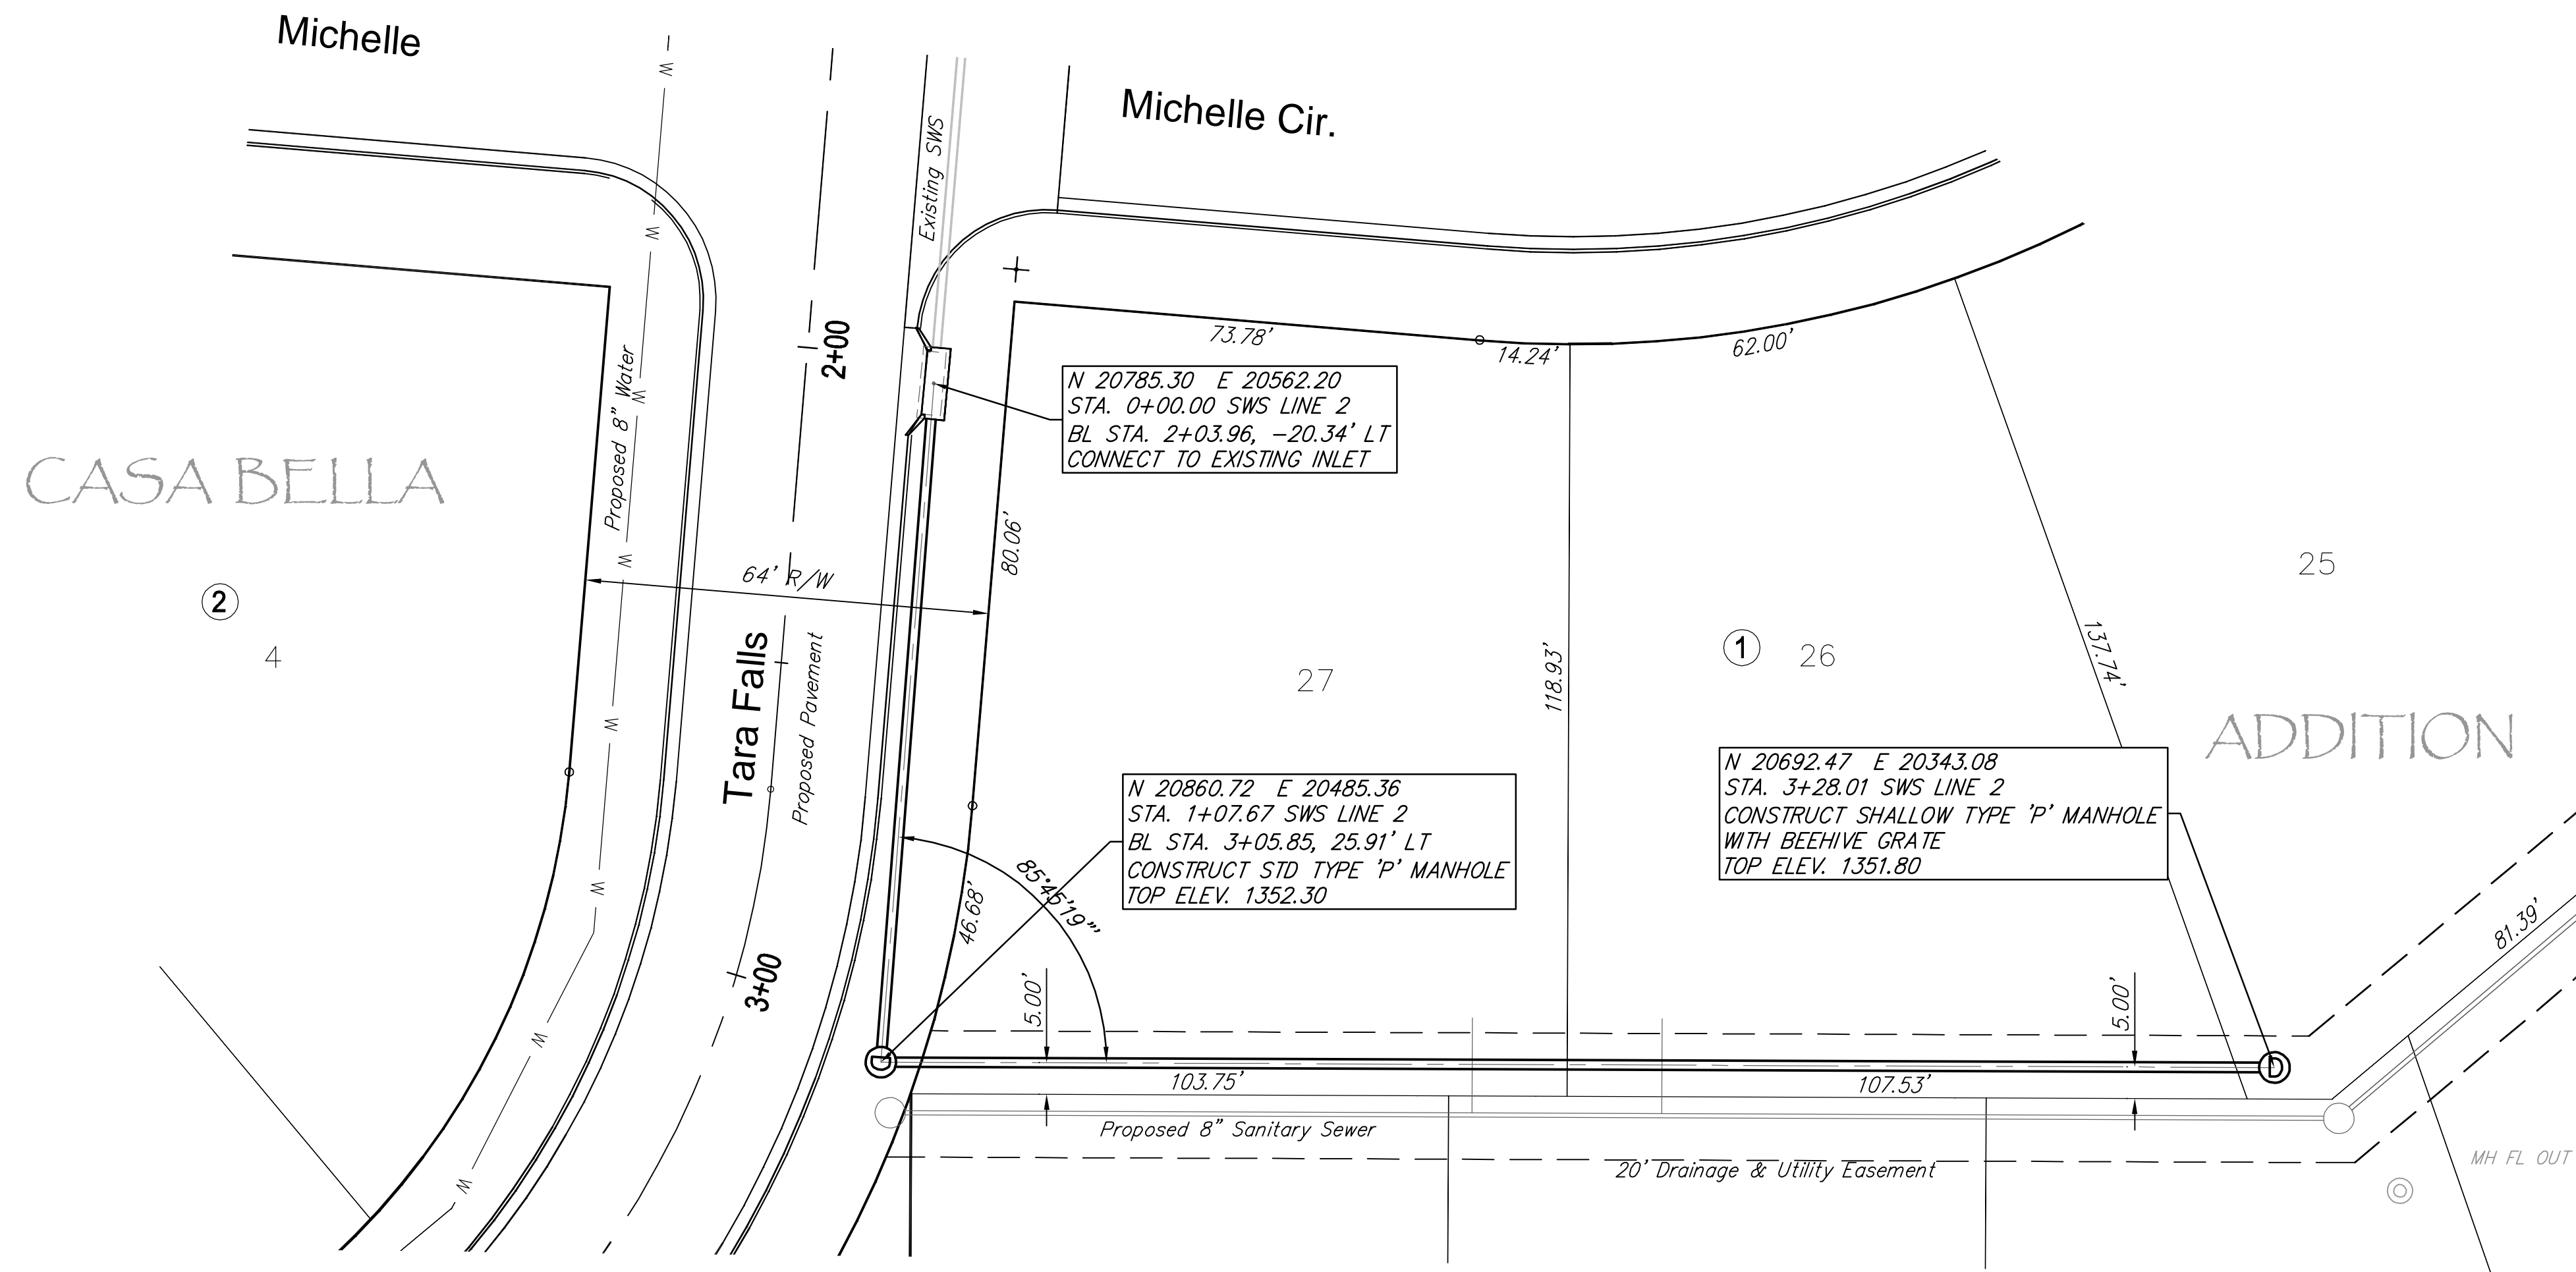 Michelle
Michelle Cir.
W
W
W
W
W
W
W
W
Existing SWS
2+00
73.78'
14.24'
62.00'
N 20785.30 E 20562.20
STA. 0+00.00 SWS LINE 2
BL STA. 2+03.96, -20.34' LT
CONNECT TO EXISTING INLET
Proposed 8" Water
CASA BELLA
2
4
80.06'
64' R/W
Tara Falls
Proposed Pavement
27
118.93'
1
26
137.74'
25
ADDITION
N 20860.72 E 20485.36
STA. 1+07.67 SWS LINE 2
BL STA. 3+05.85, 25.91' LT
CONSTRUCT STD TYPE 'P' MANHOLE
TOP ELEV. 1352.30
N 20692.47 E 20343.08
STA. 3+28.01 SWS LINE 2
CONSTRUCT SHALLOW TYPE 'P' MANHOLE
WITH BEEHIVE GRATE
TOP ELEV. 1351.80
85°45'19"'
46.68'
3+00
5.00'
5.00'
81.39'
D
D
103.75'
107.53'
Proposed 8" Sanitary Sewer
20' Drainage & Utility Easement
MH FL OUT